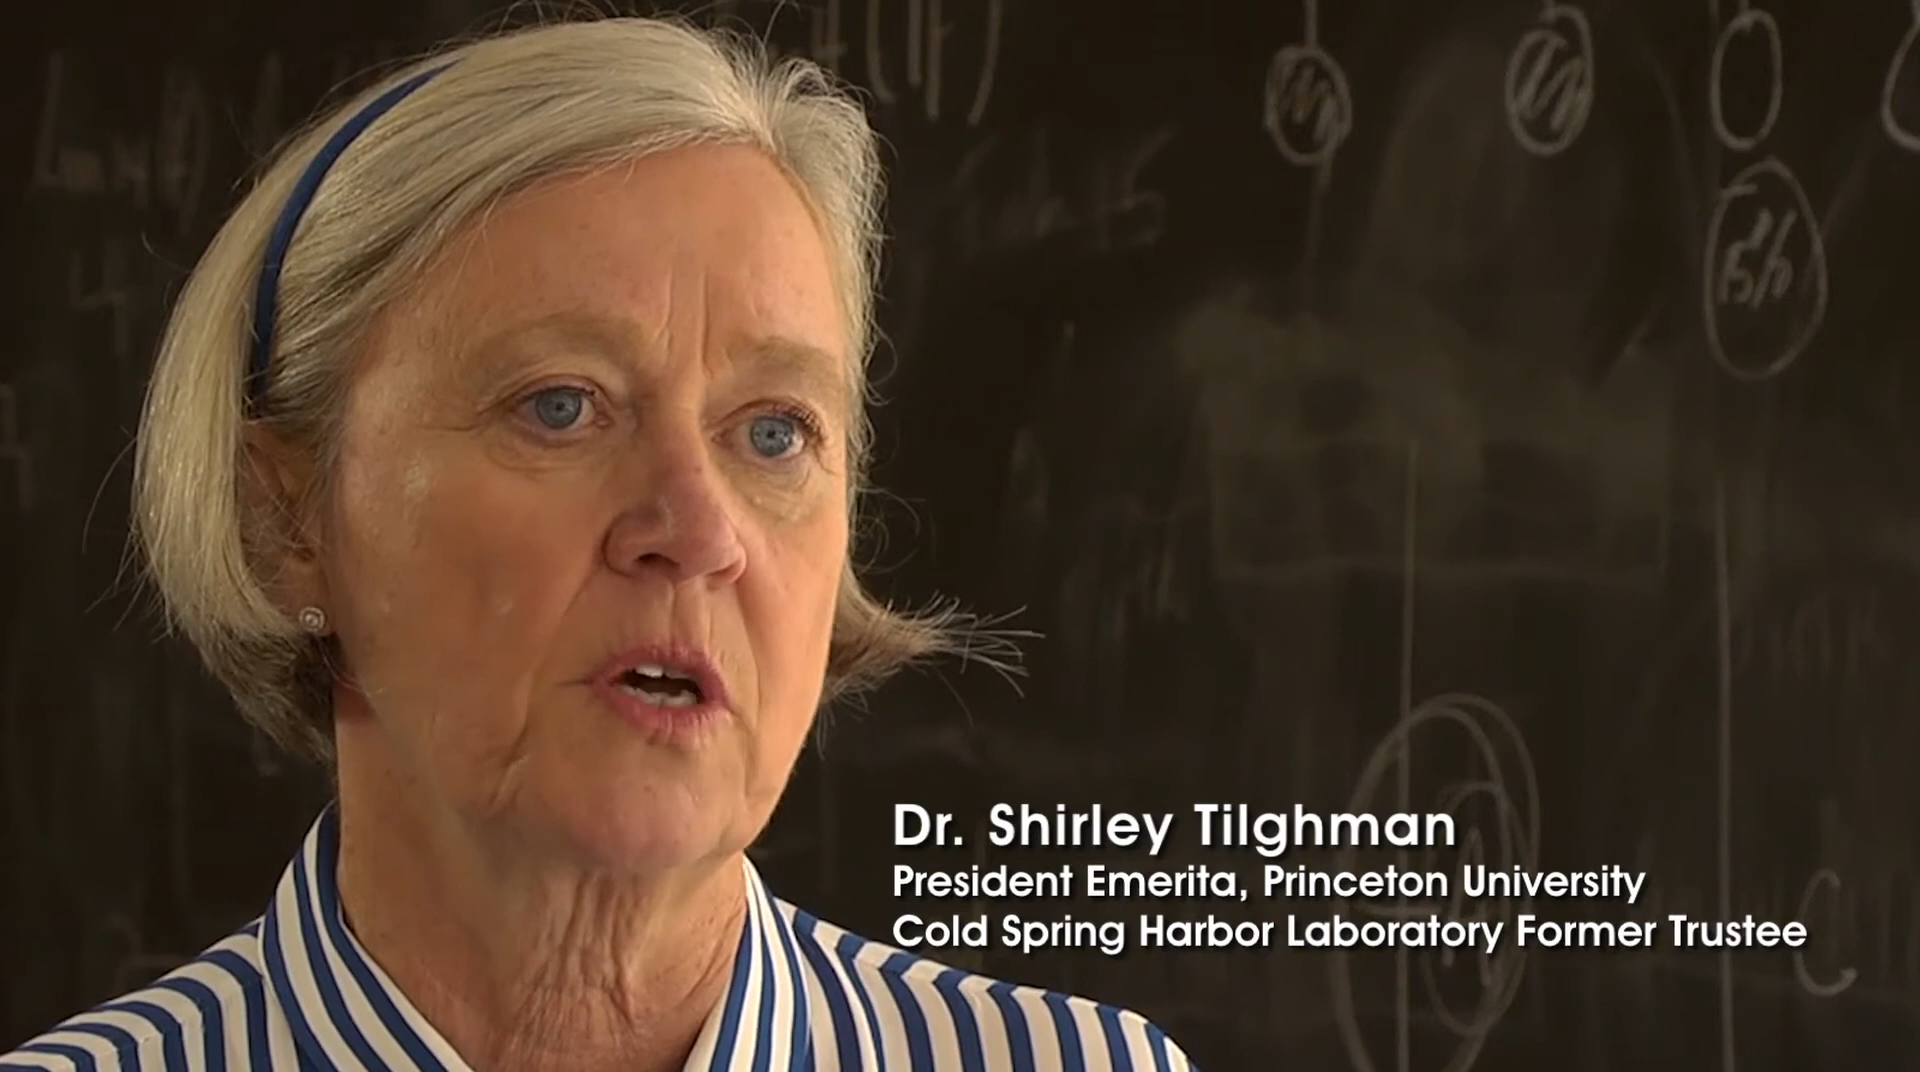 Dr. Shirley Tilghman
President Emerita, Princeton University
Cold Spring Harbor Laboratory Former Trustee